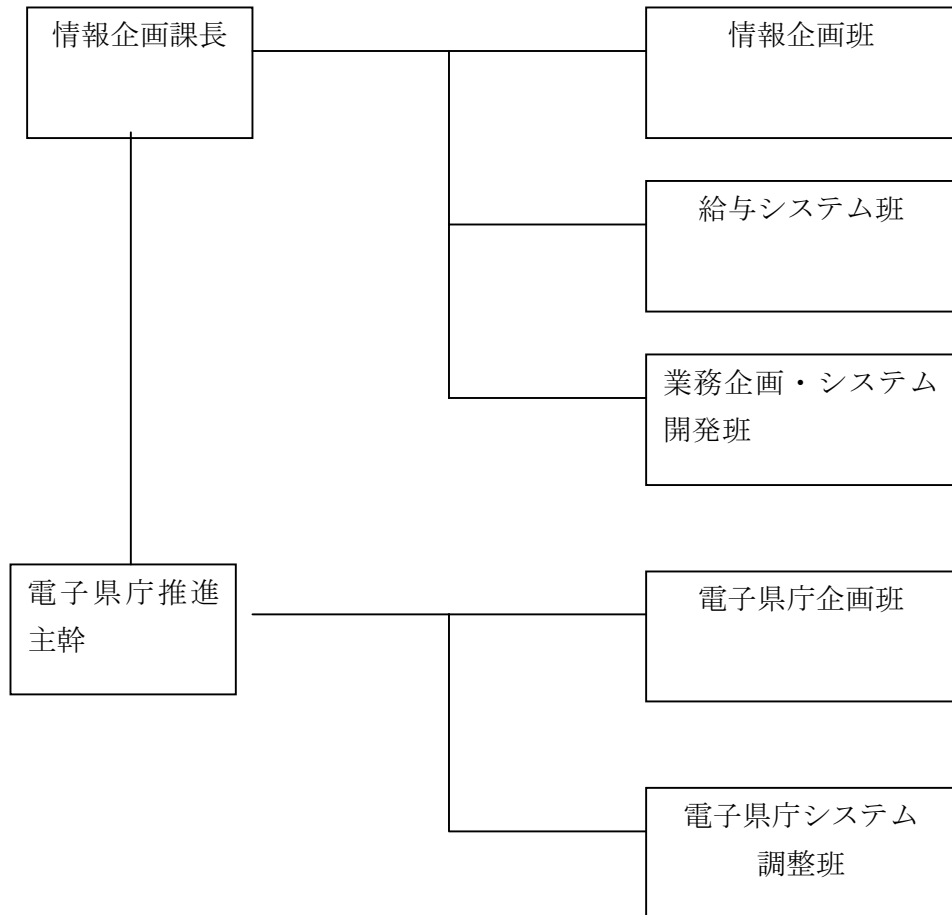 情報企画課長
情報企画班
給与システム班
業務企画・システム
開発班
電子県庁推進
主幹
電子県庁企画班
電子県庁システム
調整班